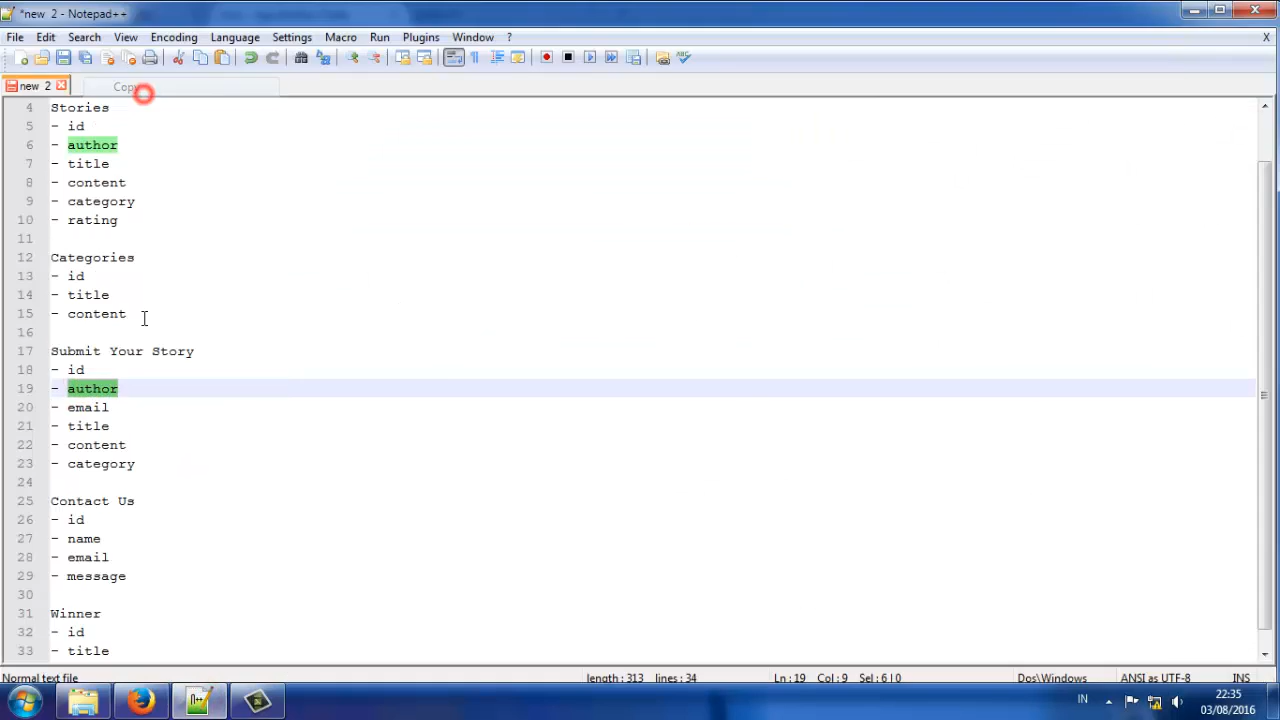 *new 2 - Notepad++
File Edit Search View Encoding Language Settings Macro Run Plugins Window ? X
new 2 Copy
4 Stories
5 - id
6 - author
7 - title
8 - content
9 - category
10 - rating
11
12 Categories
13 - id
14 - title
15 - content
16
17 Submit Your Story
18 - id
19 - author
20 - email
21 - title
22 - content
23 - category
24
25 Contact Us
26 - id
27 - name
28 - email
29 - message
30
31 Winner
32 - id
33 - title
Normal text file length : 313 lines : 34 Ln : 19 Col : 9 Sel : 6 | 0 Dos\Windows ANSI as UTF-8 INS
IN 22:35
03/08/2016